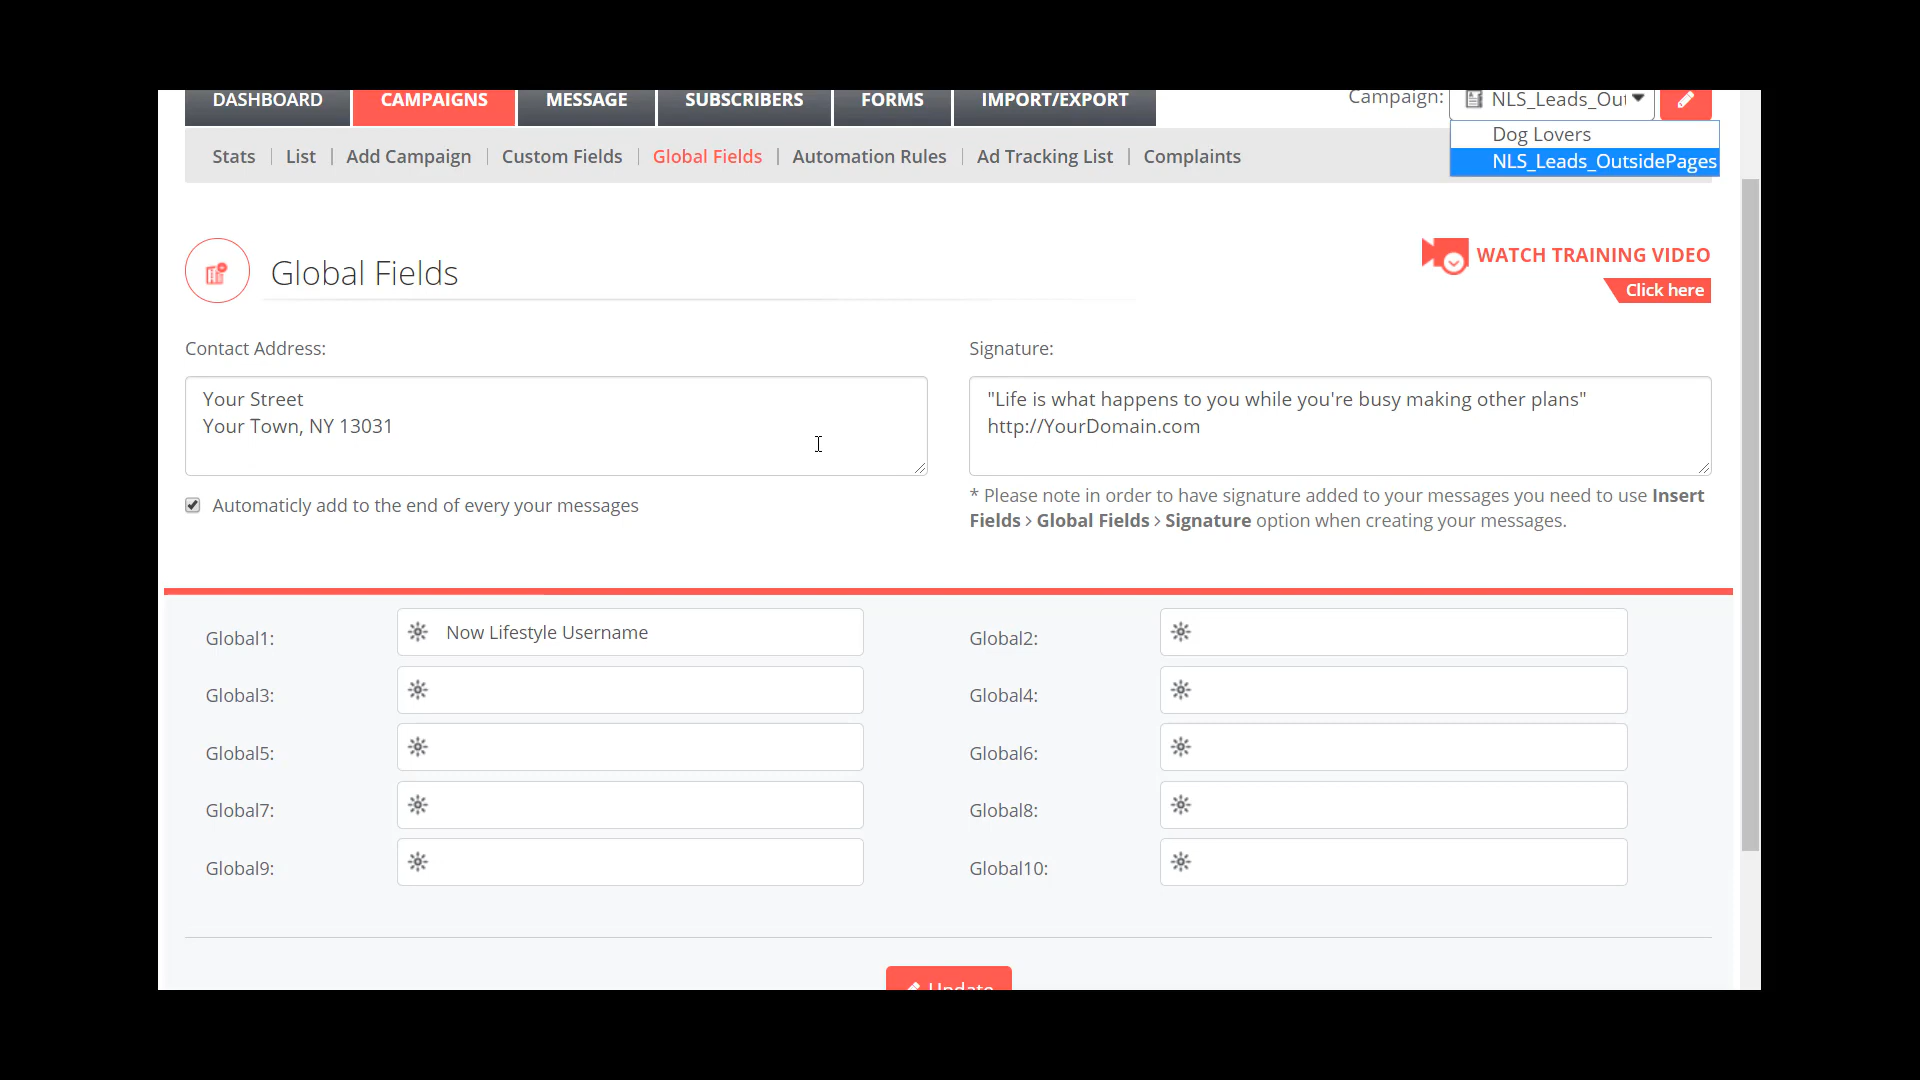 DASHBOARD CAMPAIGNS MESSAGE SUBSCRIBERS FORMS IMPORT/EXPORT Campaign: NLS_Leads_Out
Dog Lovers
NLS_Leads_OutsidePages
Stats List Add Campaign Custom Fields Global Fields Automation Rules Ad Tracking List Complaints
Global Fields
WATCH TRAINING VIDEO
Click here
Contact Address:
Your Street
Your Town, NY 13031
Automaticly add to the end of every your messages
Signature:
"Life is what happens to you while you're busy making other plans"
http://YourDomain.com
* Please note in order to have signature added to your messages you need to use Insert
Fields > Global Fields > Signature option when creating your messages.
Global1: Now Lifestyle Username Global2:
Global3: Global4:
Global5: Global6:
Global7: Global8:
Global9: Global10:
Update